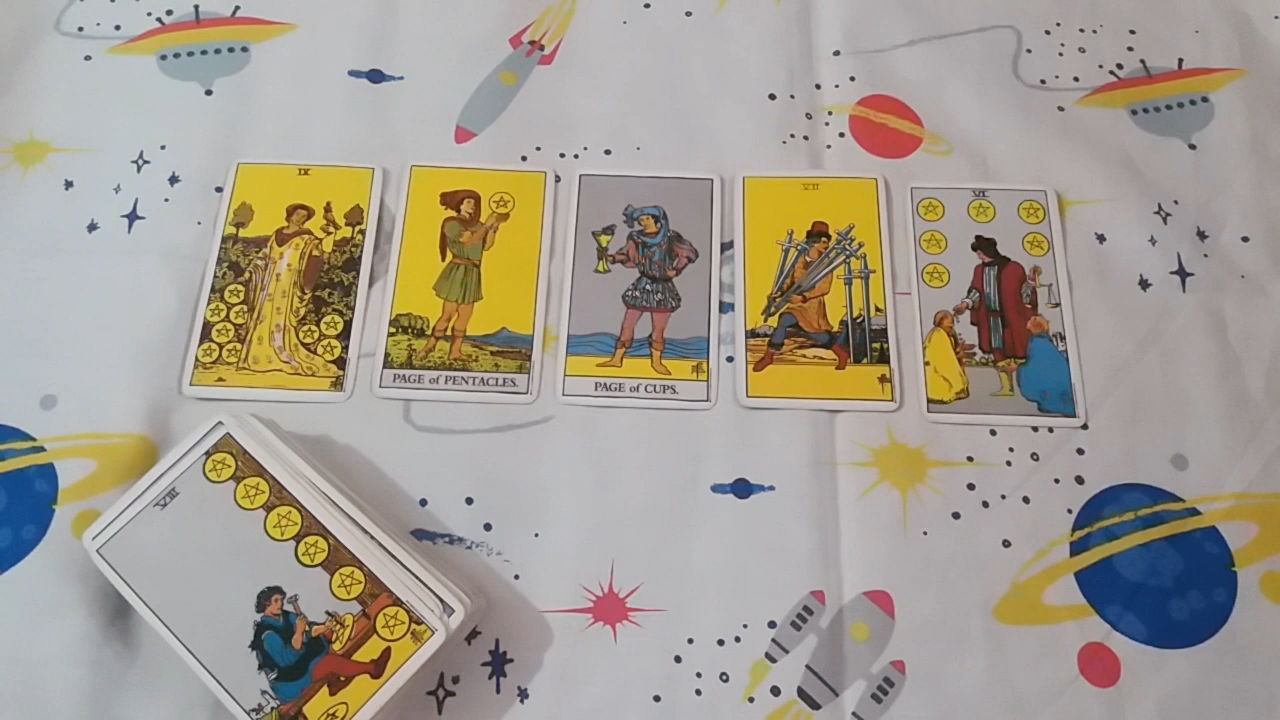 IX
PAGE of PENTACLES.
PAGE of CUPS.
VII
VI
VIII